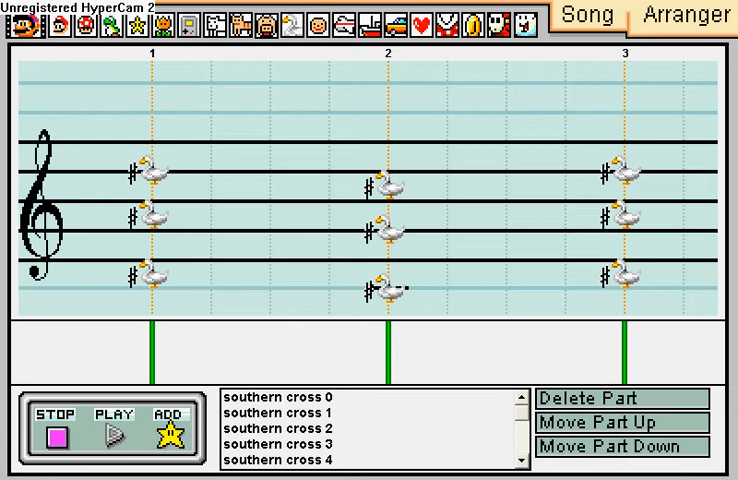 Unregistered HyperCam 2
Song
Arranger
1
2
3
STOP
PLAY
ADD
southern cross 0
southern cross 1
southern cross 2
southern cross 3
southern cross 4
Delete Part
Move Part Up
Move Part Down